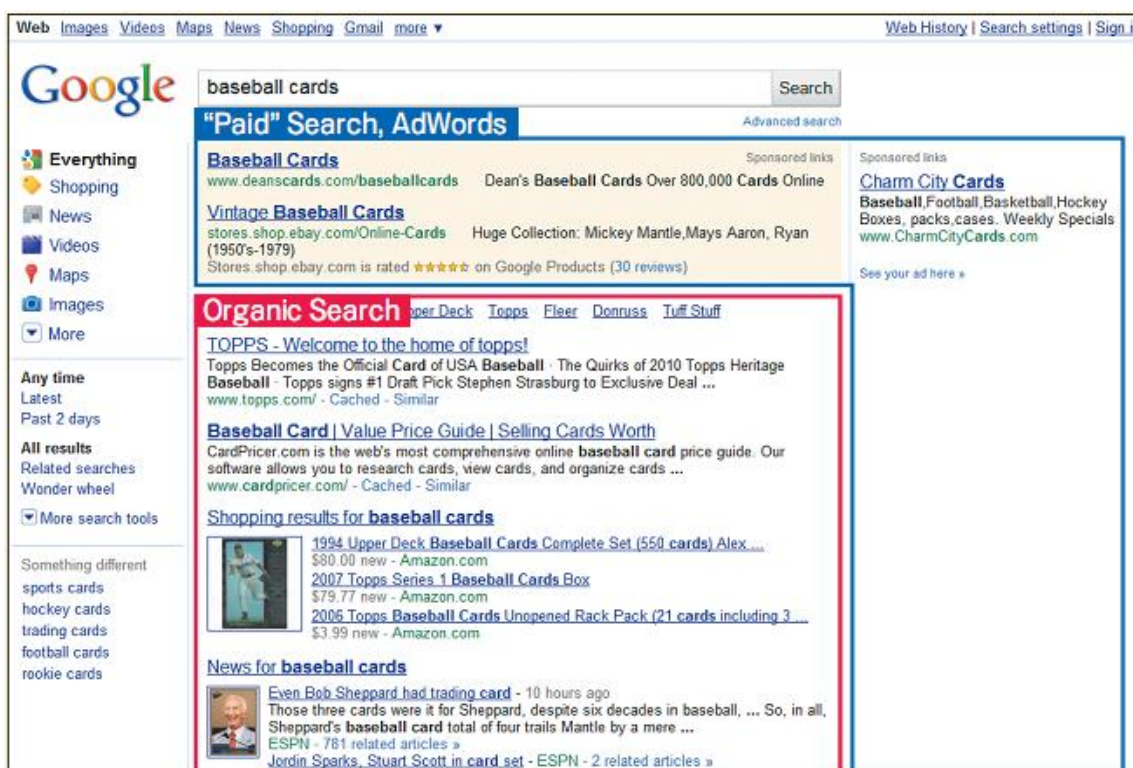 Web Images Videos Maps News Shopping Gmail more ▼
Web History | Search settings | Sign
Google
baseball cards
Search
Advanced search
Everything
Shopping
News
Videos
Maps
Images
More
Any time
Latest
Past 2 days
All results
Related searches
Wonder wheel
More search tools
Something different
sports cards
hockey cards
trading cards
football cards
rookie cards
"Paid" Search, AdWords
Baseball Cards
Sponsored links
www.deanscards.com/baseballcards Dean's Baseball Cards Over 800,000 Cards Online
Vintage Baseball Cards
stores.shop.ebay.com/Online-Cards Huge Collection: Mickey Mantle,Mays Aaron, Ryan
(1950's-1979)
Stores.shop.ebay.com is rated ★★★★★ on Google Products (30 reviews)
Sponsored links
Charm City Cards
Baseball,Football,Basketball,Hockey
Boxes, packs,cases. Weekly Specials
www.CharmCityCards.com
See your ad here »
Organic Search
Deck Topps Fleer Donruss Tuff Stuff
TOPPS - Welcome to the home of topps!
Topps Becomes the Official Card of USA Baseball · The Quirks of 2010 Topps Heritage
Baseball · Topps signs #1 Draft Pick Stephen Strasburg to Exclusive Deal ...
www.topps.com/ - Cached - Similar
Baseball Card | Value Price Guide | Selling Cards Worth
CardPricer.com is the web's most comprehensive online baseball card price guide. Our
software allows you to research cards, view cards, and organize cards ...
www.cardpricer.com/ - Cached - Similar
Shopping results for baseball cards
1994 Upper Deck Baseball Cards Complete Set (550 cards) Alex ...
$80.00 new - Amazon.com
2007 Topps Series 1 Baseball Cards Box
$79.77 new - Amazon.com
2006 Topps Baseball Cards Unopened Rack Pack (21 cards including 3 ...
$3.99 new - Amazon.com
News for baseball cards
Even Bob Sheppard had trading card - 10 hours ago
Those three cards were it for Sheppard, despite six decades in baseball, ... So, in all,
Sheppard's baseball card total of four trails Mantle by a mere ...
ESPN - 781 related articles »
Jordin Sparks, Stuart Scott in card set - ESPN - 2 related articles »